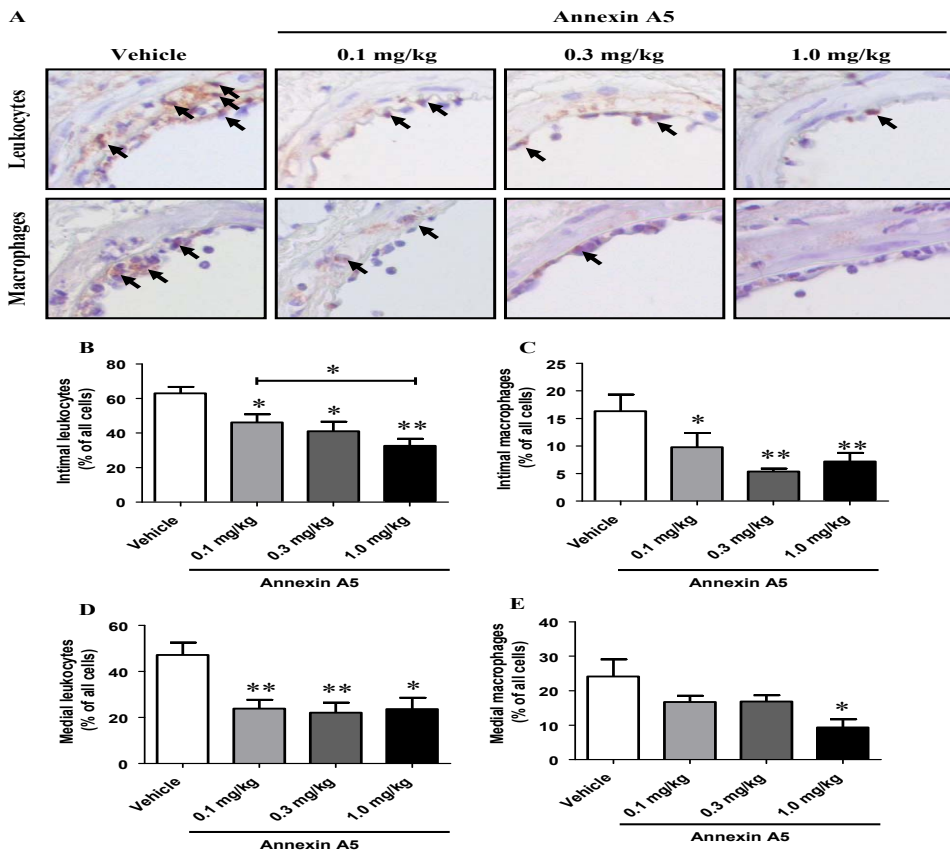 A
Annexin A5
Vehicle
0.1 mg/kg
0.3 mg/kg
1.0 mg/kg
Leukocytes
Macrophages
B
Intimal leukocytes
(% of all cells)
80
60
40
20
0
*
*
*
**
Vehicle
0.1 mg/kg
0.3 mg/kg
1.0 mg/kg
Annexin A5
C
Intimal macrophages
(% of all cells)
25
20
15
10
5
0
*
**
**
Vehicle
0.1 mg/kg
0.3 mg/kg
1.0 mg/kg
Annexin A5
D
Medial leukocytes
(% of all cells)
60
40
20
0
**
**
*
Vehicle
0.1 mg/kg
0.3 mg/kg
1.0 mg/kg
Annexin A5
E
Medial macrophages
(% of all cells)
40
30
20
10
0
*
Vehicle
0.1 mg/kg
0.3 mg/kg
1.0 mg/kg
Annexin A5